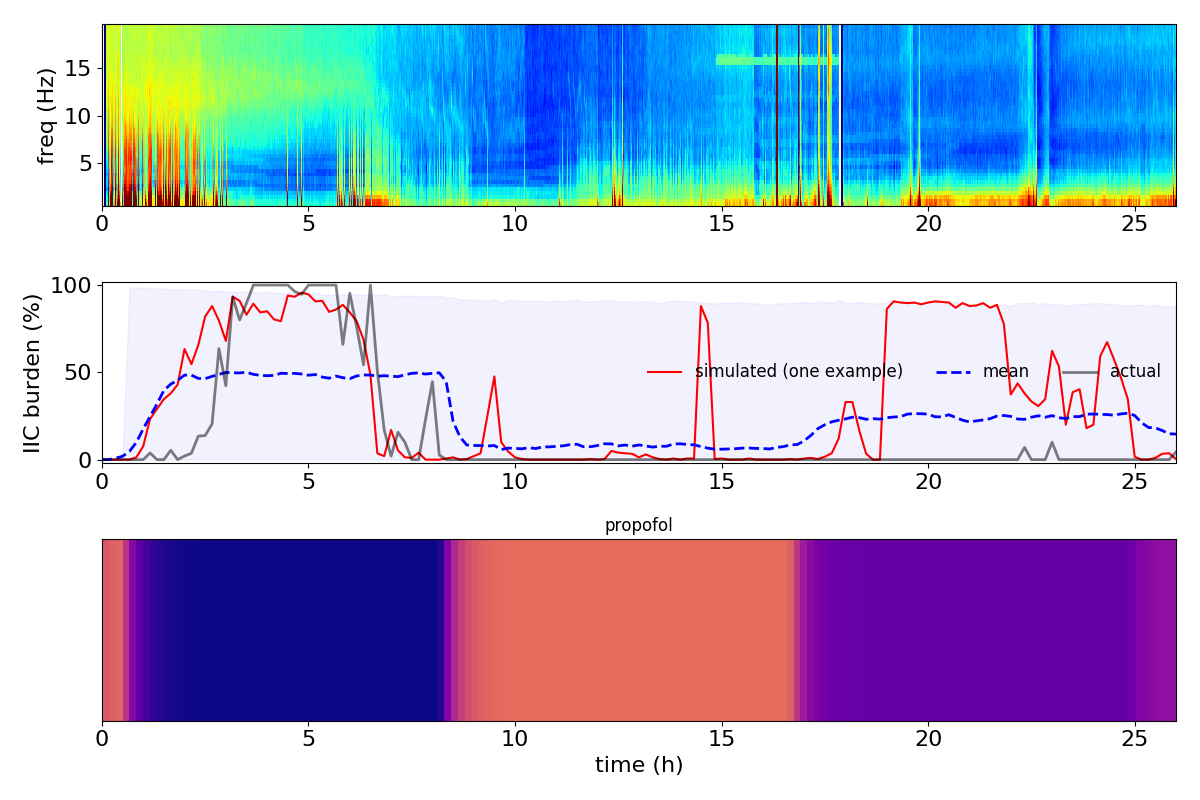 freq (Hz)
15
10
5
0 5 10 15 20 25
IIC burden (%)
100
50
0
simulated (one example) mean actual
0 5 10 15 20 25
propofol
0 5 10 15 20 25
time (h)